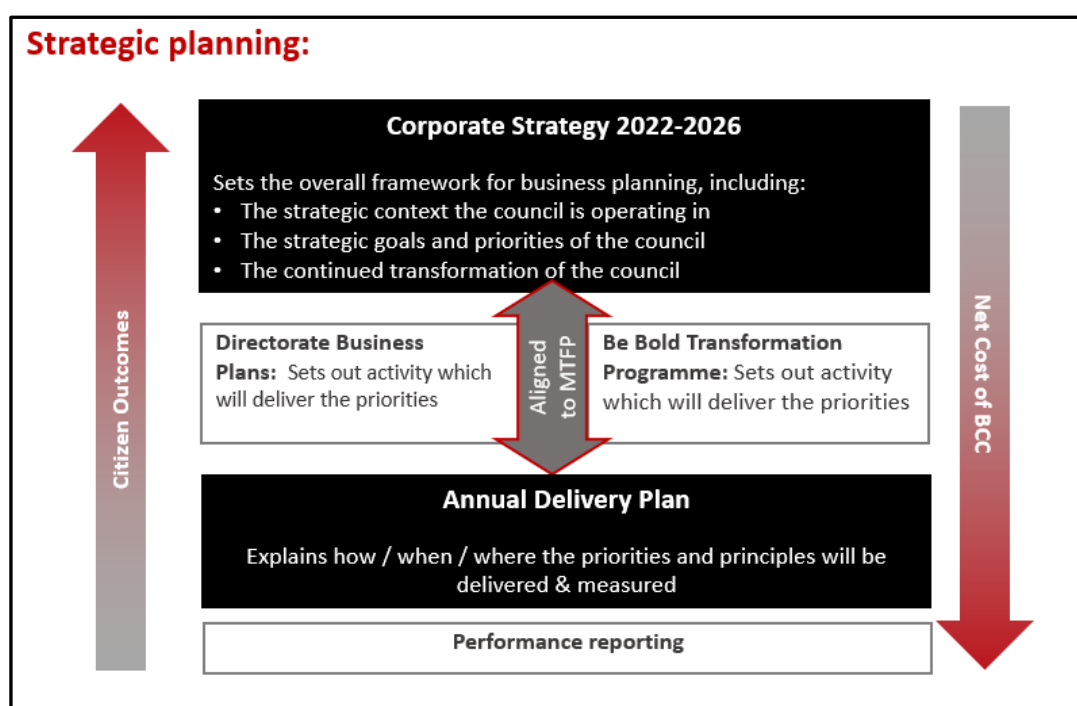 Strategic planning:
Corporate Strategy 2022-2026
Sets the overall framework for business planning, including:
• The strategic context the council is operating in
• The strategic goals and priorities of the council
• The continued transformation of the council
Citizen Outcomes
Directorate Business
Plans: Sets out activity which
will deliver the priorities
Aligned
to MTFP
Be Bold Transformation
Programme: Sets out activity
which will deliver the priorities
Net Cost of BCC
Annual Delivery Plan
Explains how / when / where the priorities and principles will be
delivered & measured
Performance reporting